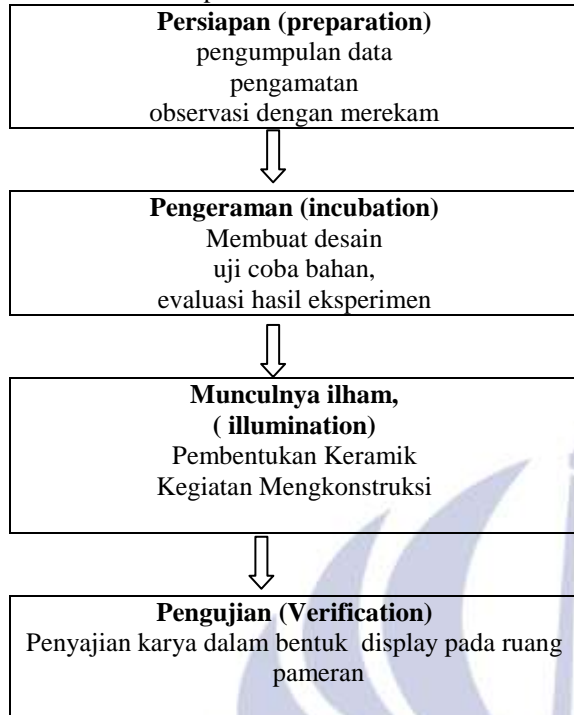 Persiapan (preparation)
pengumpulan data
pengamatan
observasi dengan merekam
Pengeraman (incubation)
Membuat desain
uji coba bahan,
evaluasi hasil eksperimen
Munculnya ilham,
( illumination)
Pembentukan Keramik
Kegiatan Mengkonstruksi
Pengujian (Verification)
Penyajian karya dalam bentuk display pada ruang
pameran